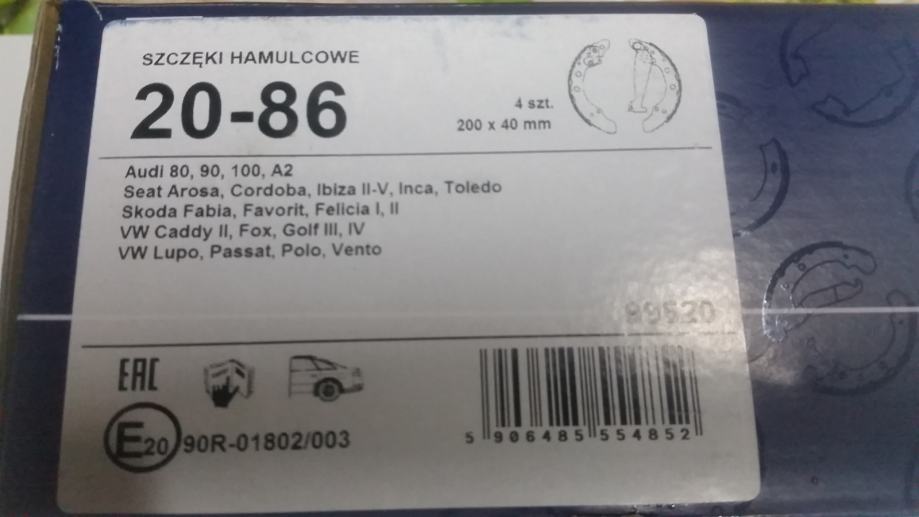 SZCZĘKI HAMULCOWE
20-86
4 szt.
200 x 40 mm
Audi 80, 90, 100, A2
Seat Arosa, Cordoba, Ibiza II-V, Inca, Toledo
Skoda Fabia, Favorit, Felicia I, II
VW Caddy II, Fox, Golf III, IV
VW Lupo, Passat, Polo, Vento
99520
EAC
E20 90R-01802/003
5 906485 554852